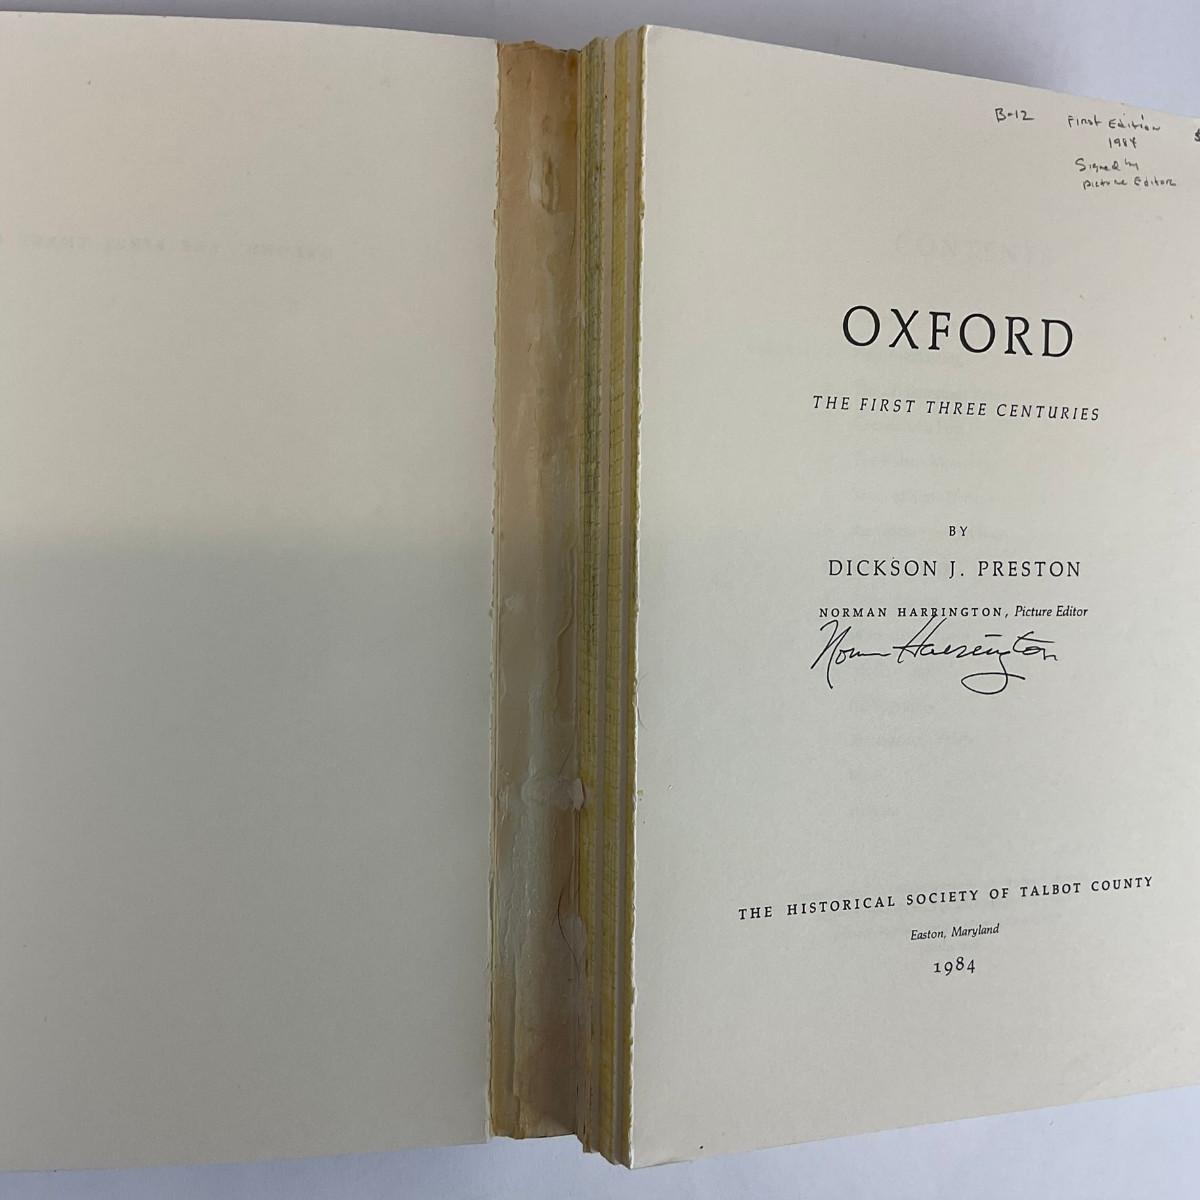 B-12 First Edition $
1984
Signed by
picture Editor
CONTENTS
OXFORD
THE FIRST THREE CENTURIES
BY
DICKSON J. PRESTON
NORMAN HARRINGTON, Picture Editor
Norman Harrington
THE HISTORICAL SOCIETY OF TALBOT COUNTY
Easton, Maryland
1984